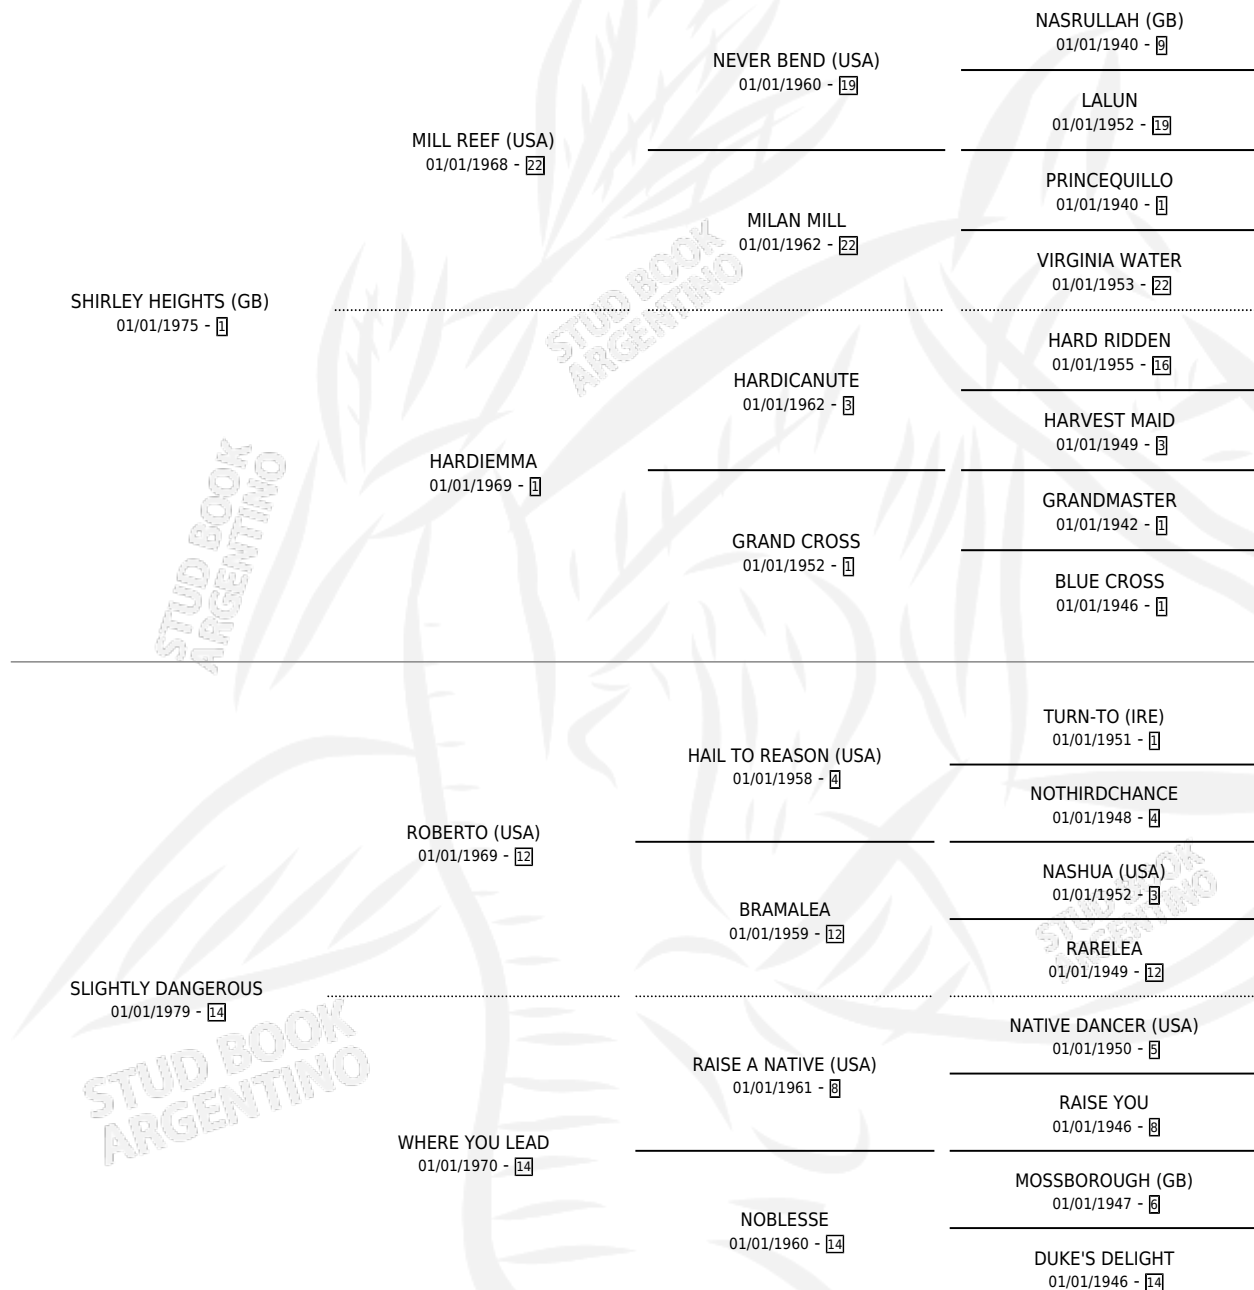 NASRULLAH (GB)
01/01/1940 - 9
NEVER BEND (USA)
01/01/1960 - 19
LALUN
01/01/1952 - 19
MILL REEF (USA)
01/01/1968 - 22
PRINCEQUILLO
01/01/1940 - 1
MILAN MILL
01/01/1962 - 22
VIRGINIA WATER
01/01/1953 - 22
SHIRLEY HEIGHTS (GB)
01/01/1975 - 1
HARD RIDDEN
01/01/1955 - 16
HARDICANUTE
01/01/1962 - 3
HARVEST MAID
01/01/1949 - 3
HARDIEMMA
01/01/1969 - 1
GRANDMASTER
01/01/1942 - 1
GRAND CROSS
01/01/1952 - 1
BLUE CROSS
01/01/1946 - 1
TURN-TO (IRE)
01/01/1951 - 1
HAIL TO REASON (USA)
01/01/1958 - 4
NOTHIRDCHANCE
01/01/1948 - 4
ROBERTO (USA)
01/01/1969 - 12
NASHUA (USA)
01/01/1952 - 3
BRAMALEA
01/01/1959 - 12
RARELEA
01/01/1949 - 12
SLIGHTLY DANGEROUS
01/01/1979 - 14
NATIVE DANCER (USA)
01/01/1950 - 5
RAISE A NATIVE (USA)
01/01/1961 - 8
RAISE YOU
01/01/1946 - 8
WHERE YOU LEAD
01/01/1970 - 14
MOSSBOROUGH (GB)
01/01/1947 - 6
NOBLESSE
01/01/1960 - 14
DUKE'S DELIGHT
01/01/1946 - 14
STUD BOOK
ARGENTINO
STUD BOOK
ARGENTINO
STUD BOOK
ARGENTINO
STUD BOOK
ARGENTINO